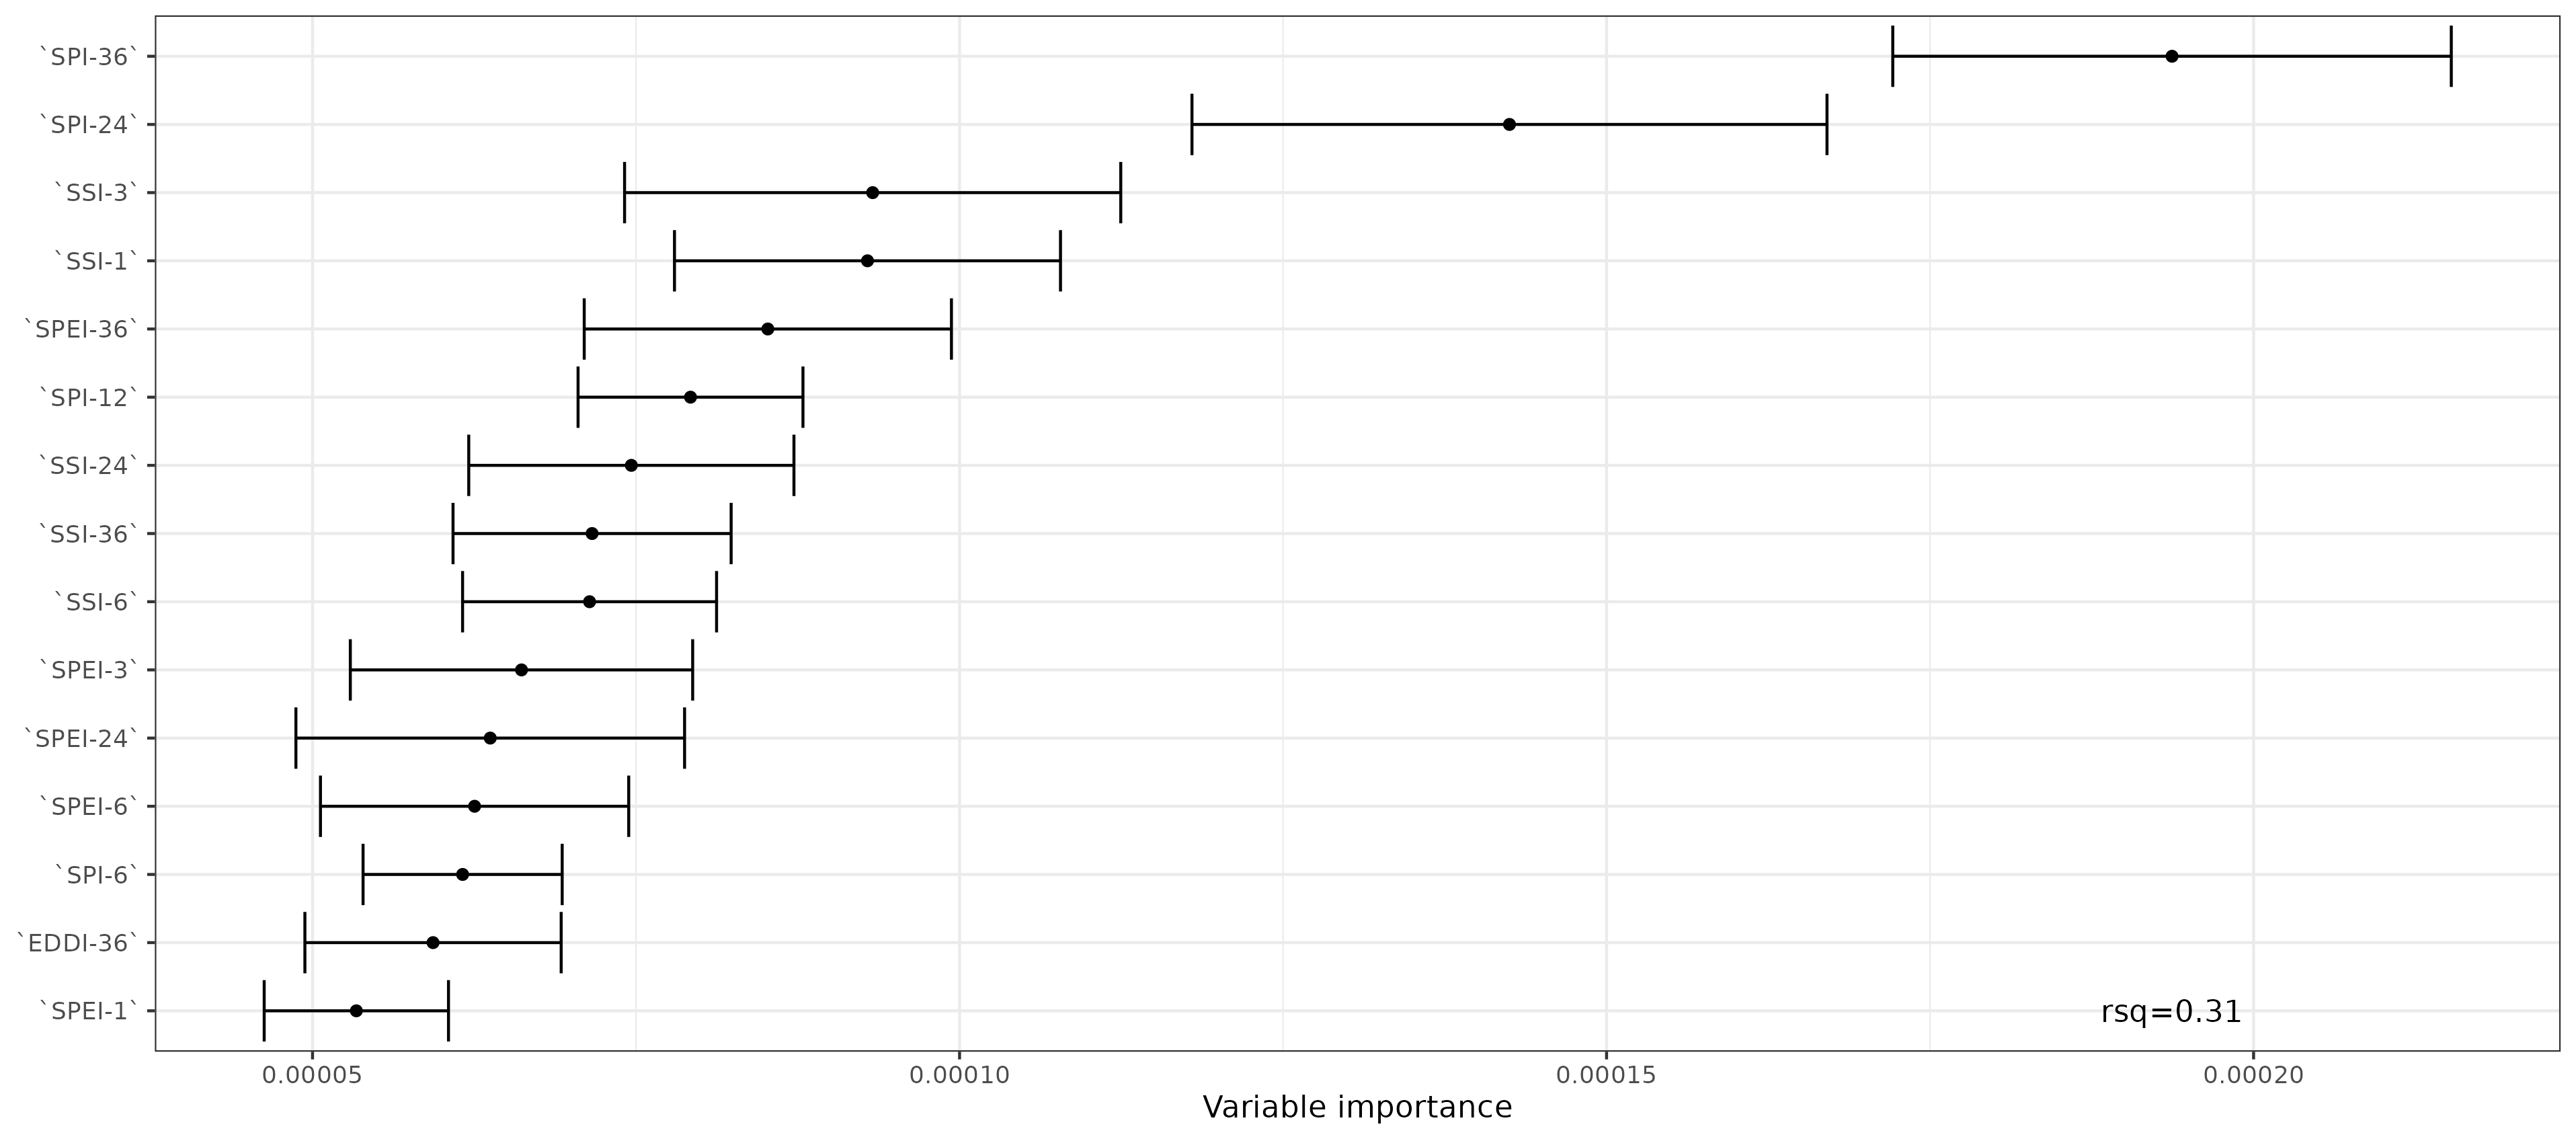 `SPI-36`
`SPI-24`
`SSI-3`
`SSI-1`
`SPEI-36`
`SPI-12`
`SSI-24`
`SSI-36`
`SSI-6`
`SPEI-3`
`SPEI-24`
`SPEI-6`
`SPI-6`
`EDDI-36`
`SPEI-1`
rsq=0.31
0.00005 0.00010 0.00015 0.00020
Variable importance